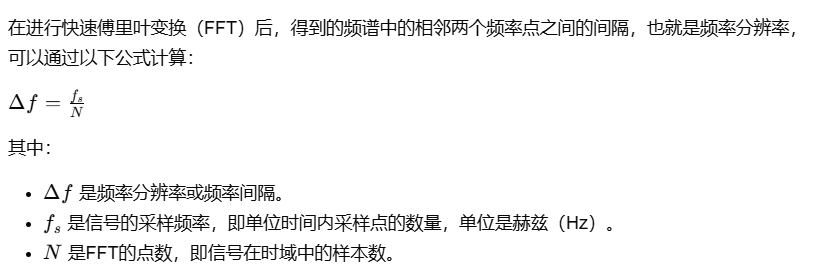 在进行快速傅里叶变换（FFT）后，得到的频谱中的相邻两个频率点之间的间隔，也就是频率分辨率，
可以通过以下公式计算：
Δf = fs/N
其中：
• Δf 是频率分辨率或频率间隔。
• fs 是信号的采样频率，即单位时间内采样点的数量，单位是赫兹（Hz）。
• N 是FFT的点数，即信号在时域中的样本数。